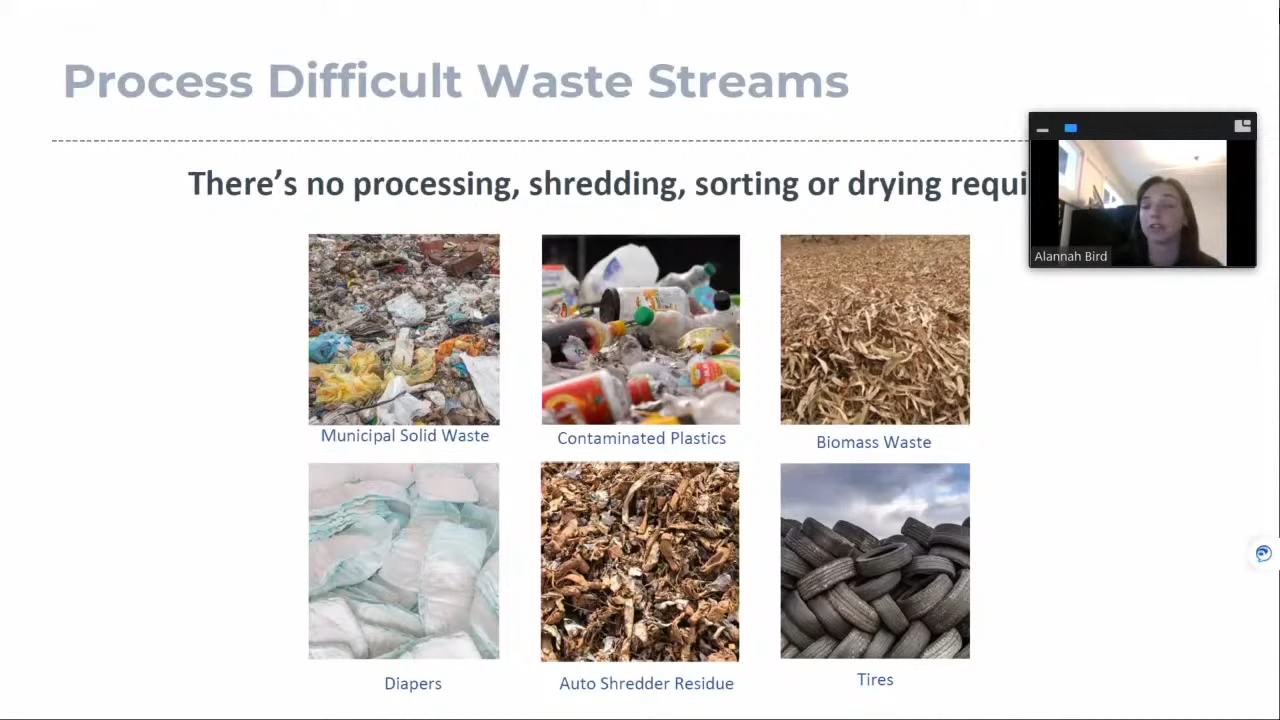 Process Difficult Waste Streams
There's no processing, shredding, sorting or drying requi
Alannah Bird
Municipal Solid Waste
Contaminated Plastics
Biomass Waste
Diapers
Auto Shredder Residue
Tires